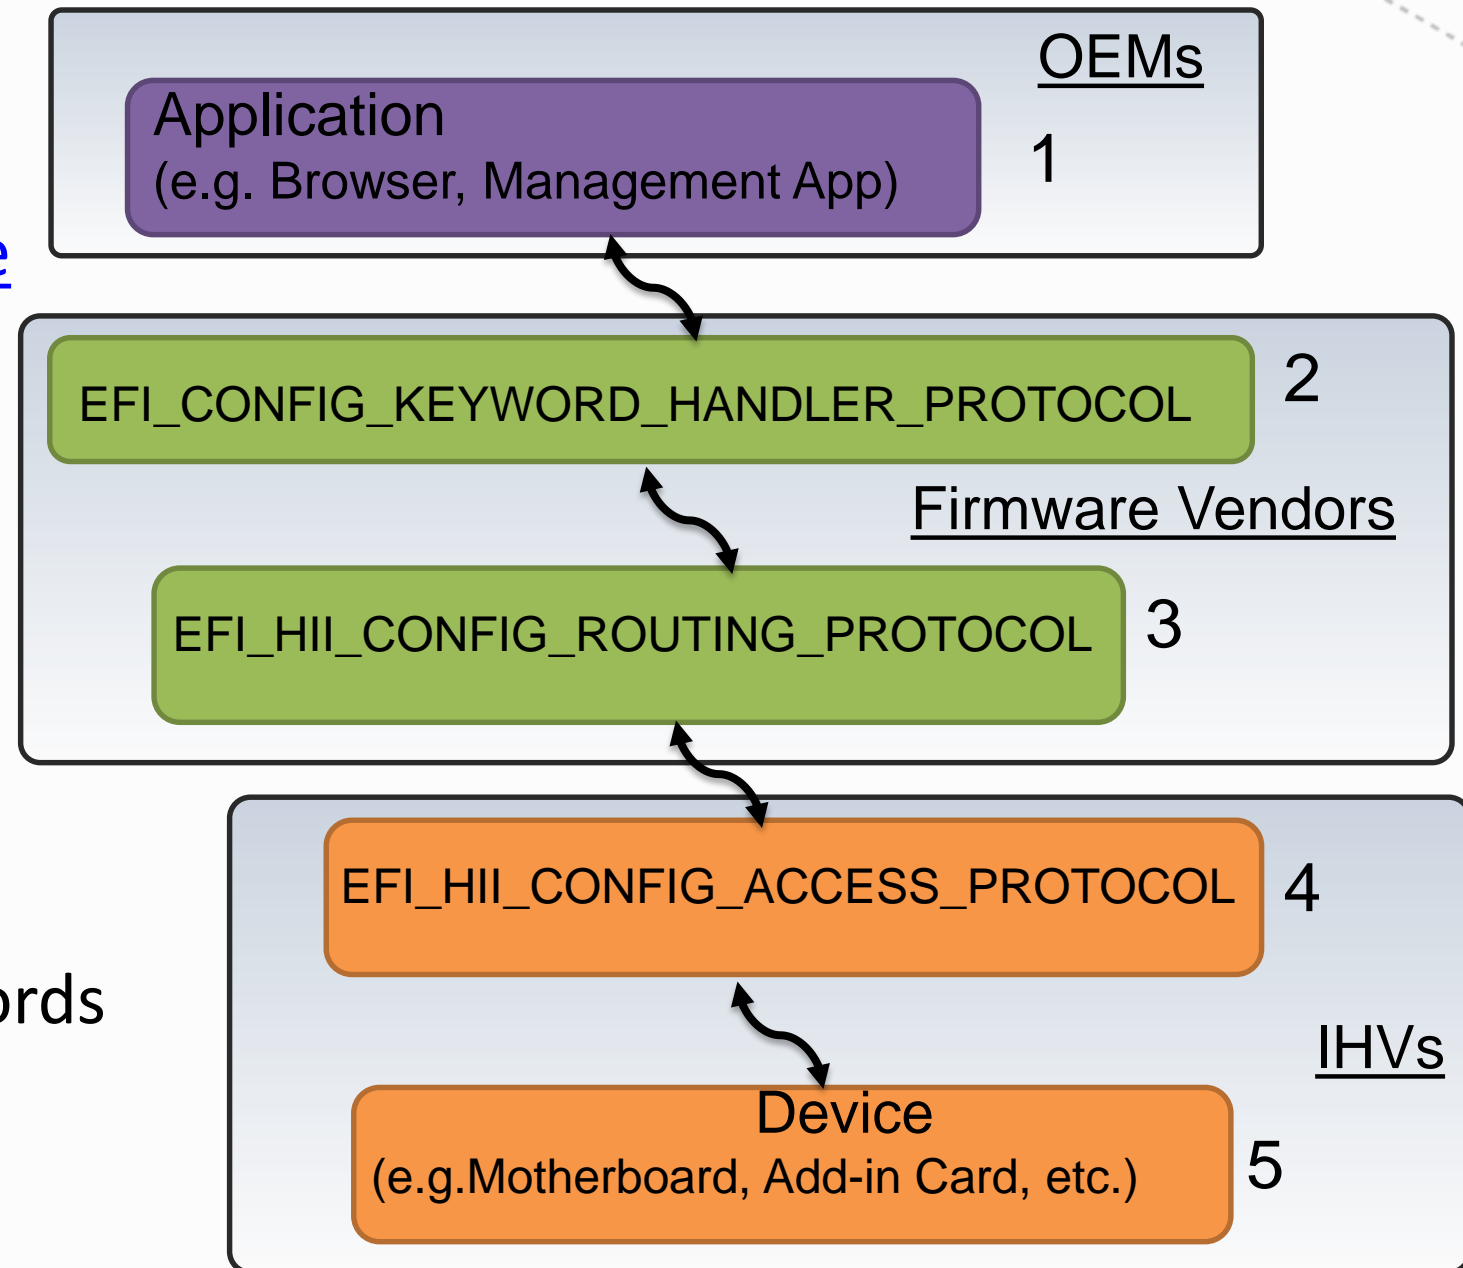 OEMs
Application
(e.g. Browser, Management App)
1
e
EFI_CONFIG_KEYWORD_HANDLER_PROTOCOL
2
Firmware Vendors
EFI_HII_CONFIG_ROUTING_PROTOCOL
3
EFI_HII_CONFIG_ACCESS_PROTOCOL
4
ords
IHVs
Device
(e.g.Motherboard, Add-in Card, etc.)
5